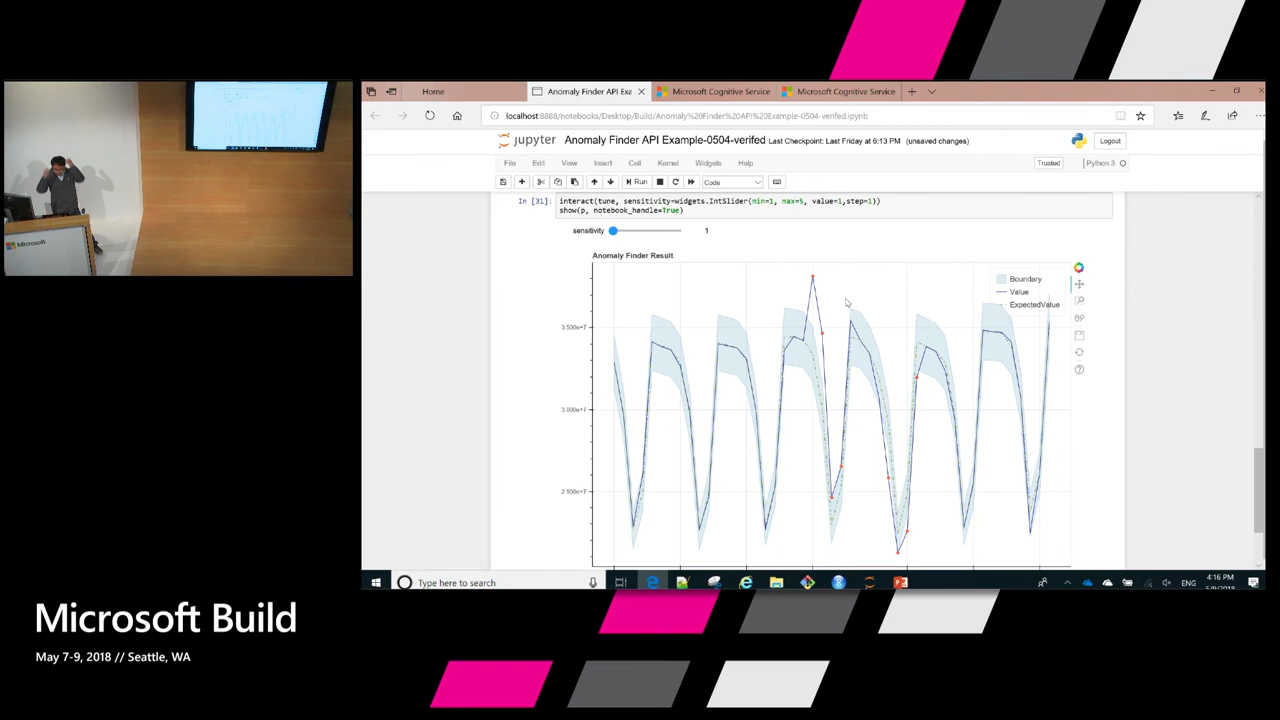 Home
Anomaly Finder API Exa
Microsoft Cognitive Service
Microsoft Cognitive Service
localhost:8888/notebooks/Desktop/Build/Anomaly%20Finder%20API%20Example-0504-verifed.ipynb
jupyter Anomaly Finder API Example-0504-verifed Last Checkpoint: Last Friday at 6:13 PM (unsaved changes)
Logout
File Edit View Insert Cell Kernel Widgets Help
Trusted
Python 3
Run
Code
In [31]: interact(tune, sensitivity=widgets.IntSlider(min=1, max=5, value=1,step=1))
show(p, notebook_handle=True)
sensitivity 1
Anomaly Finder Result
Boundary
Value
ExpectedValue
3.500e+7
3.000e+7
2.500e+7
Microsoft
Type here to search
ENG
4:16 PM
Microsoft Build
May 7-9, 2018 // Seattle, WA